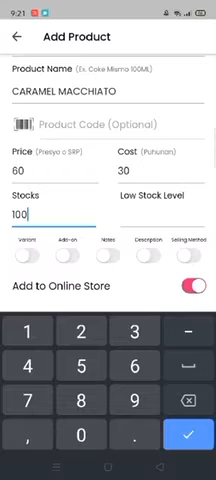 9:21
Add Product
Product Name (Ex. Coke Mismo 100ML)
CARAMEL MACCHIATO
Product Code (Optional)
Price (Presyo o SRP) Cost (Puhunan)
60 30
Stocks Low Stock Level
100
Variant Add-on Notes Description Selling Method
Add to Online Store
1 2 3 -
4 5 6
7 8 9
, 0 .